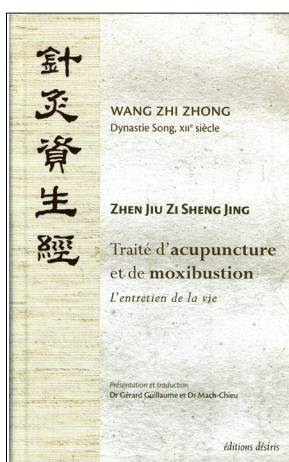 針灸資生經
WANG ZHI ZHONG
Dynastie Song, XIIᵉ siècle
ZHEN JIU ZI SHENG JING
Traité d'acupuncture
et de moxibustion
L'entretien de la vie
Présentation et traduction
Dr Gérard Guillaume et Dr Mach-Chieu
éditions désiris